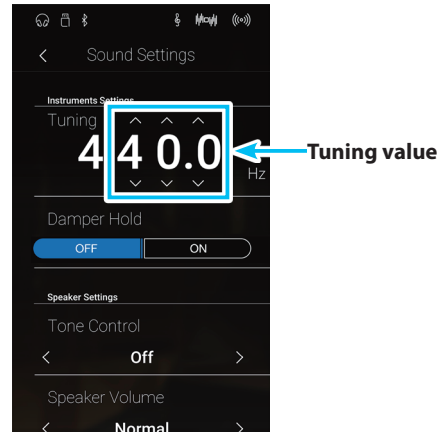 Sound Settings
Instruments Settings
Tuning
440.0
Hz
Tuning value
Damper Hold
OFF ON
Speaker Settings
Tone Control
Off
Speaker Volume
Normal